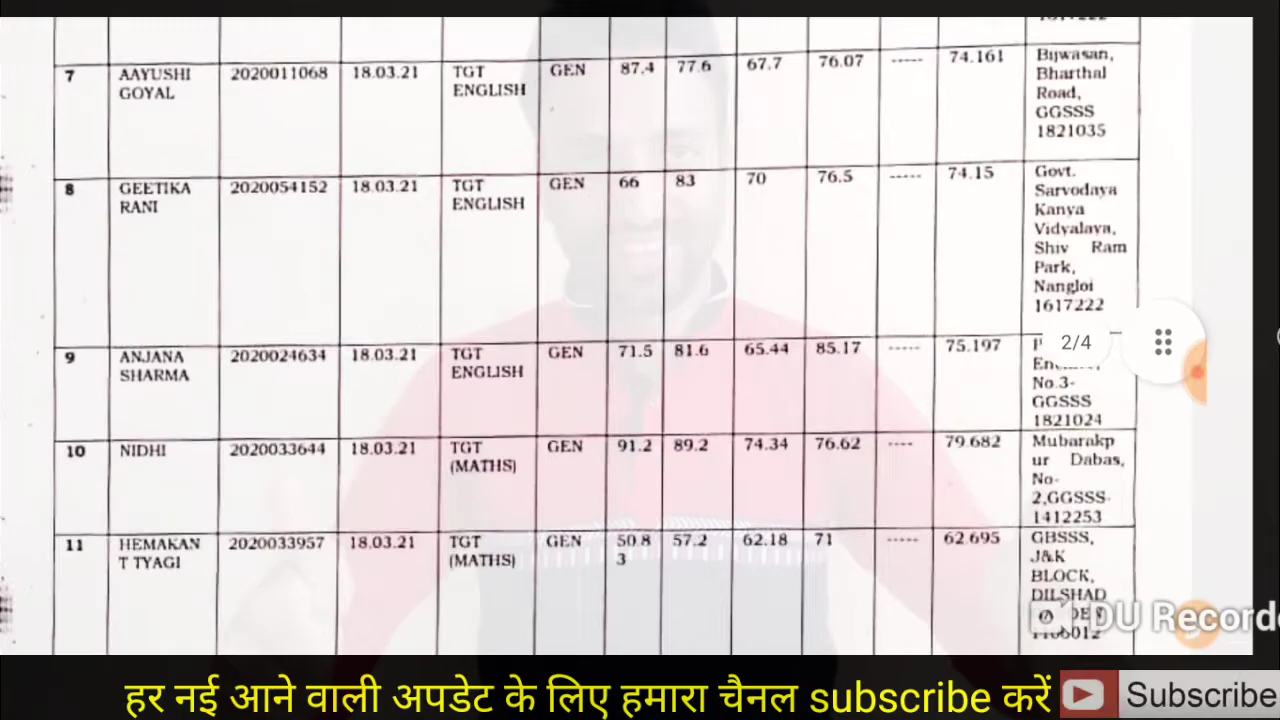 7 AAYUSHI GOYAL 2020011068 18.03.21 TGT ENGLISH GEN 87.4 77.6 67.7 76.07 ----- 74.161 Bijwasan, Bharthal Road, GGSSS 1821035
8 GEETIKA RANI 2020054152 18.03.21 TGT ENGLISH GEN 66 83 70 76.5 ----- 74.15 Govt. Sarvodaya Kanya Vidyalaya, Shiv Ram Park, Nangloi 1617222
9 ANJANA SHARMA 2020024634 18.03.21 TGT ENGLISH GEN 71.5 81.6 65.44 85.17 ----- 75.197 No.3- GGSSS 1821024
2/4
10 NIDHI 2020033644 18.03.21 TGT (MATHS) GEN 91.2 89.2 74.34 76.62 ---- 79.682 Mubarakp ur Dabas, No- 2,GGSSS- 1412253
11 HEMAKAN T TYAGI 2020033957 18.03.21 TGT (MATHS) GEN 50.8 3 57.2 62.18 71 ----- 62.695 GBSSS, J&K BLOCK, DILSHAD
DU Recorde
हर नई आने वाली अपडेट के लिए हमारा चैनल subscribe करें Subscribe